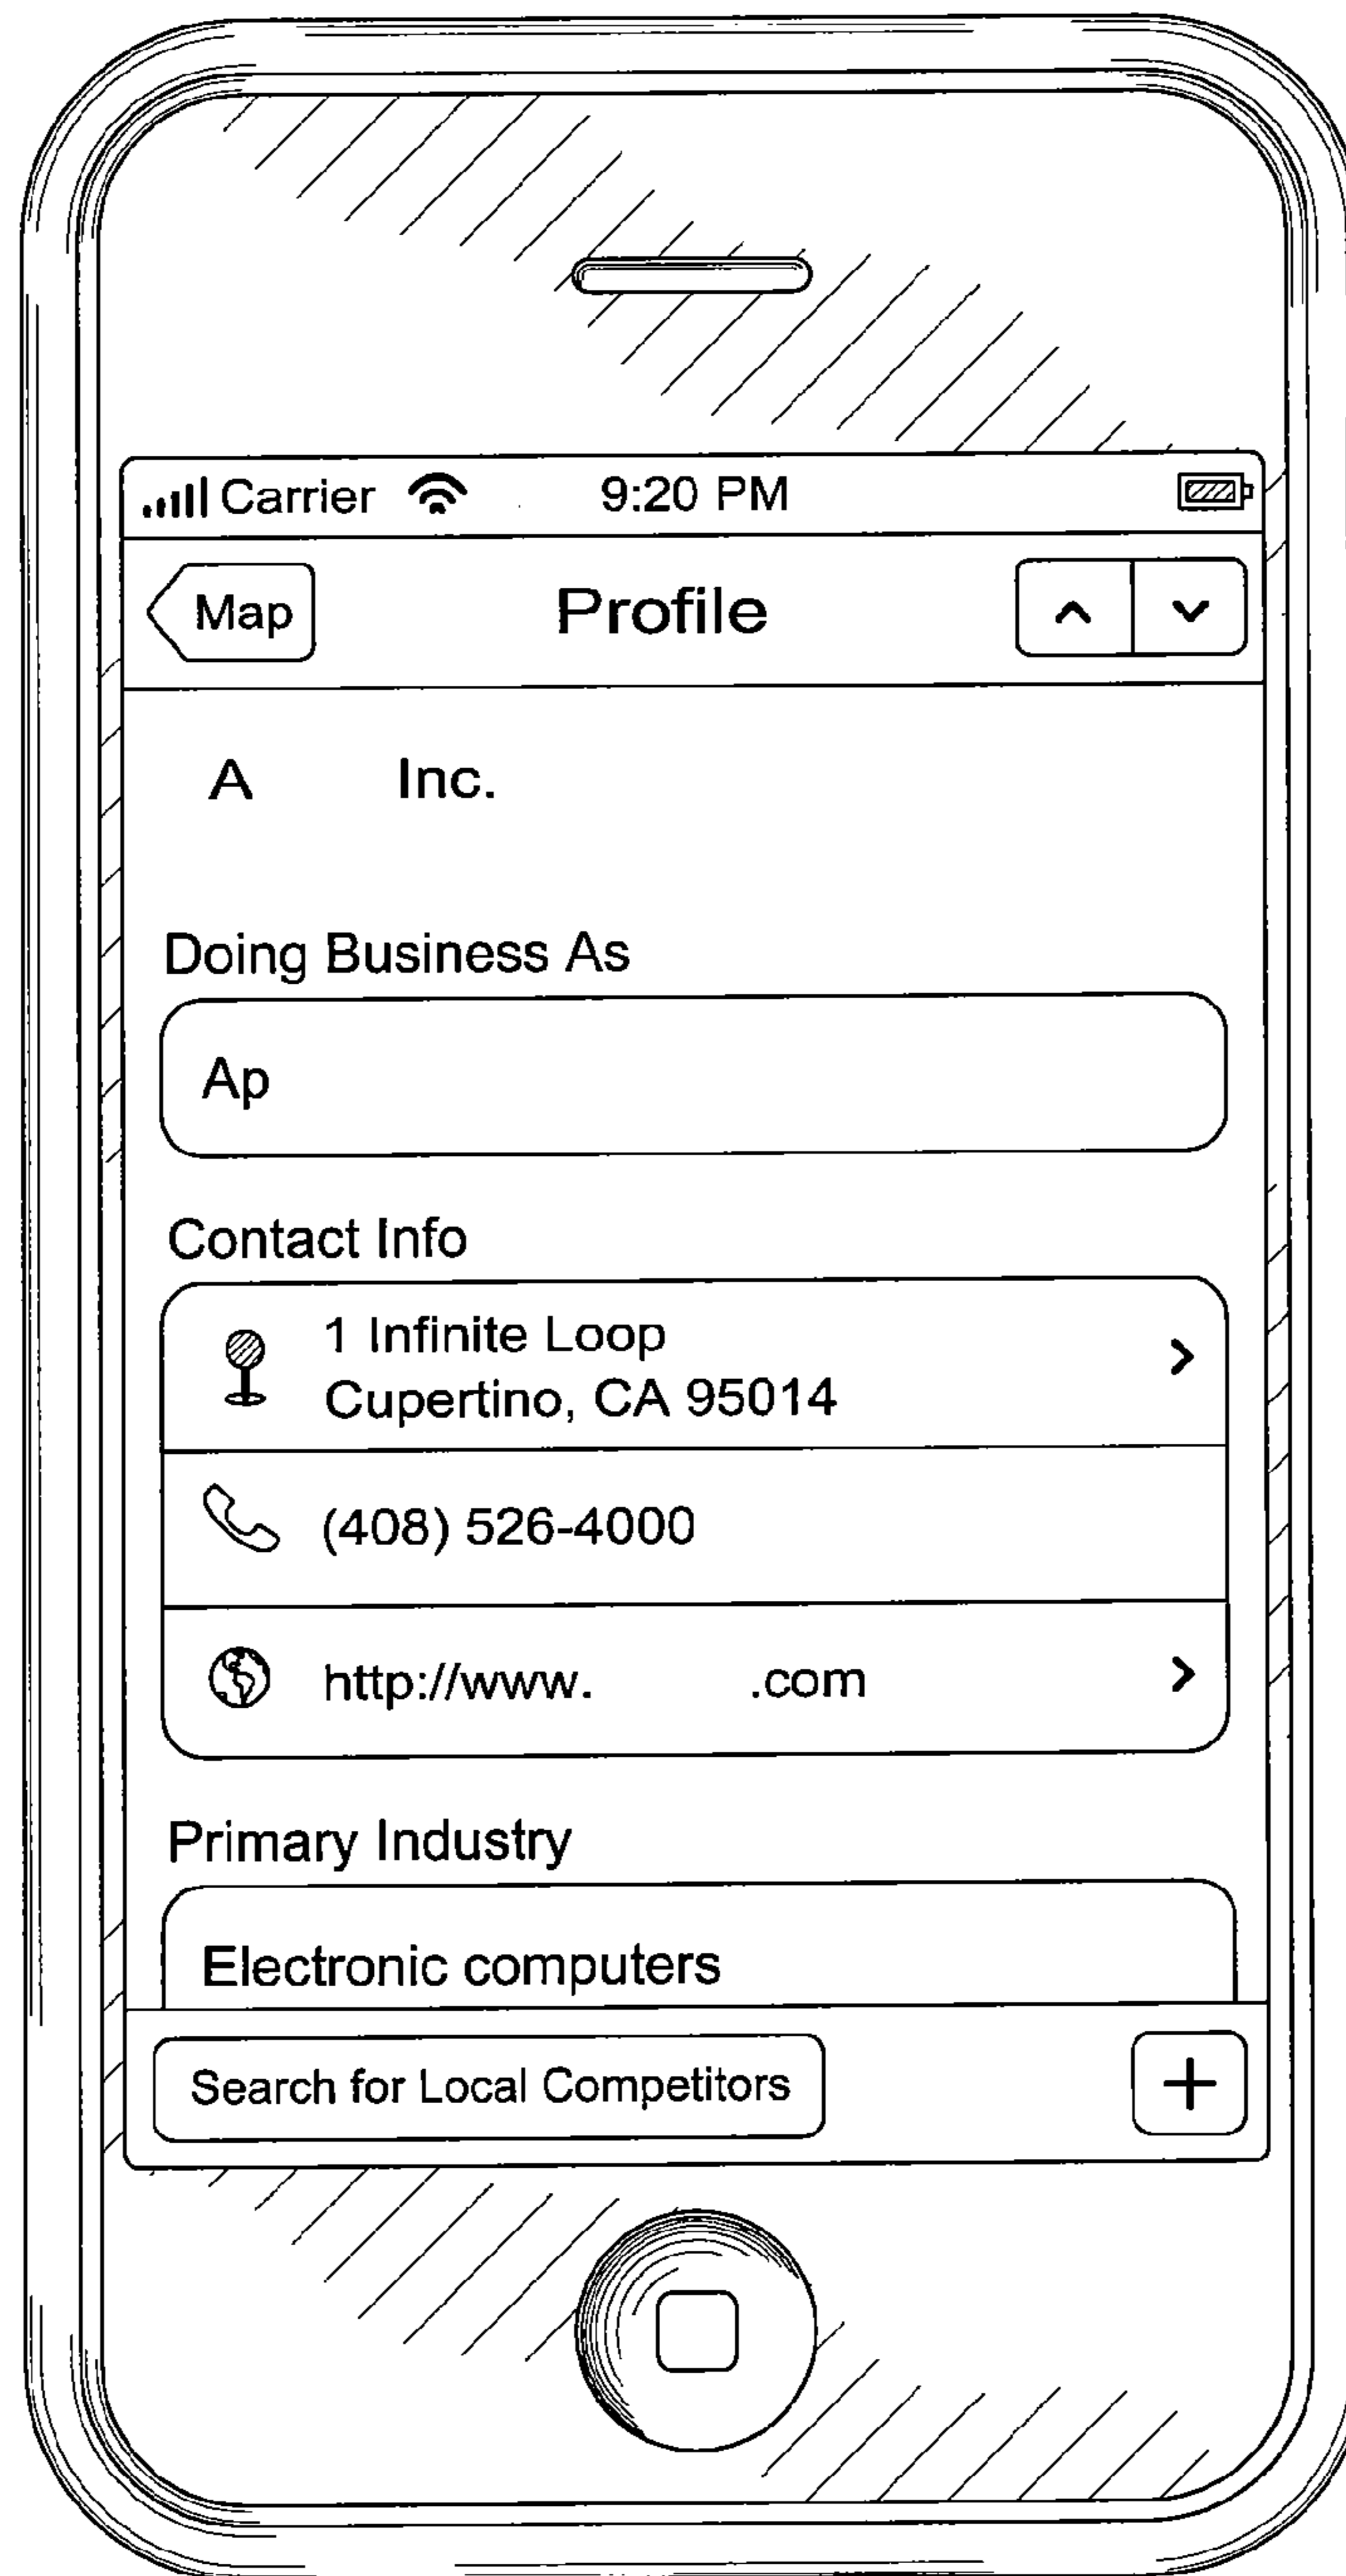 Carrier 9:20 PM
Map Profile
A Inc.
Doing Business As
Ap
Contact Info
1 Infinite Loop
Cupertino, CA 95014
(408) 526-4000
http://www. .com
Primary Industry
Electronic computers
Search for Local Competitors +